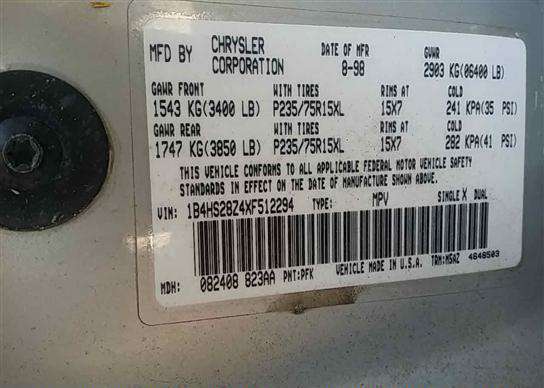 MFD BY CHRYSLER CORPORATION DATE OF MFR 8-98 GVWR 2903 KG(06400 LB)
GAWR FRONT WITH TIRES RIMS AT COLD
1543 KG(3400 LB) P235/75R15XL 15X7 241 KPA(35 PSI)
GAWR REAR WITH TIRES RIMS AT COLD
1747 KG(3850 LB) P235/75R15XL 15X7 282 KPA(41 PSI)
THIS VEHICLE CONFORMS TO ALL APPLICABLE FEDERAL MOTOR VEHICLE SAFETY
STANDARDS IN EFFECT ON THE DATE OF MANUFACTURE SHOWN ABOVE
VIN: 1B4HS28Z4XF512294 TYPE: MPV SINGLE X DUAL
VEHICLE MADE IN U.S.A. TRM:MSAZ 4648503
MDH: 082408 823AA PNT:PFK